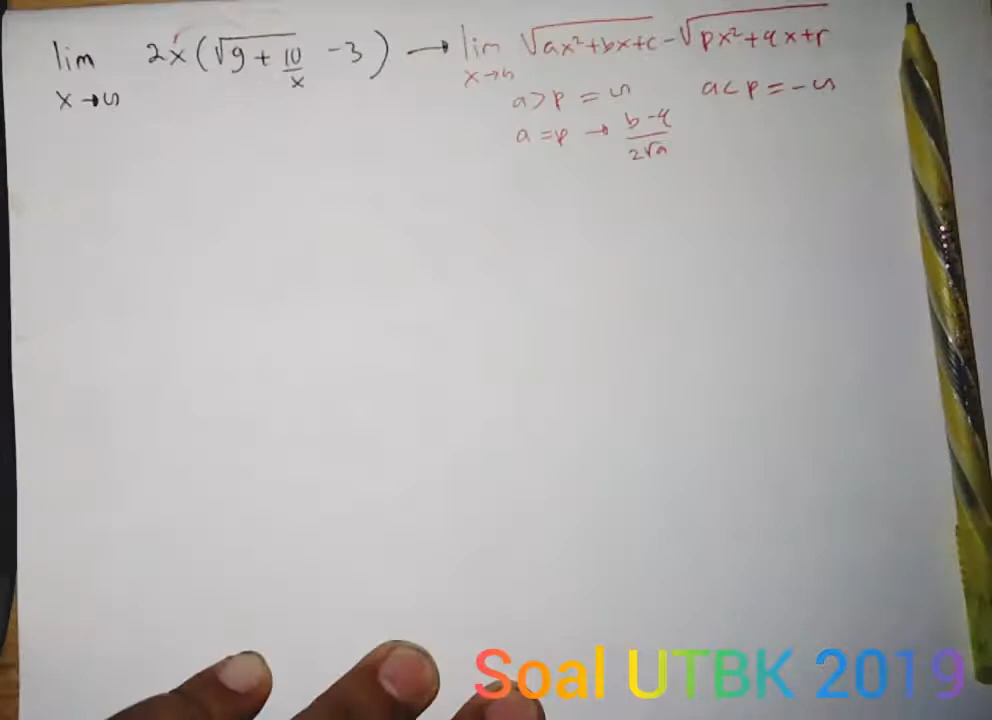 lim 2x(√9 + 10/x - 3) → lim √ax²+bx+c - √px²+qx+r
x→∞ x→∞
a>p = ∞ a<p = -∞
a=p → b-q/2√a
Soal UTBK 2019